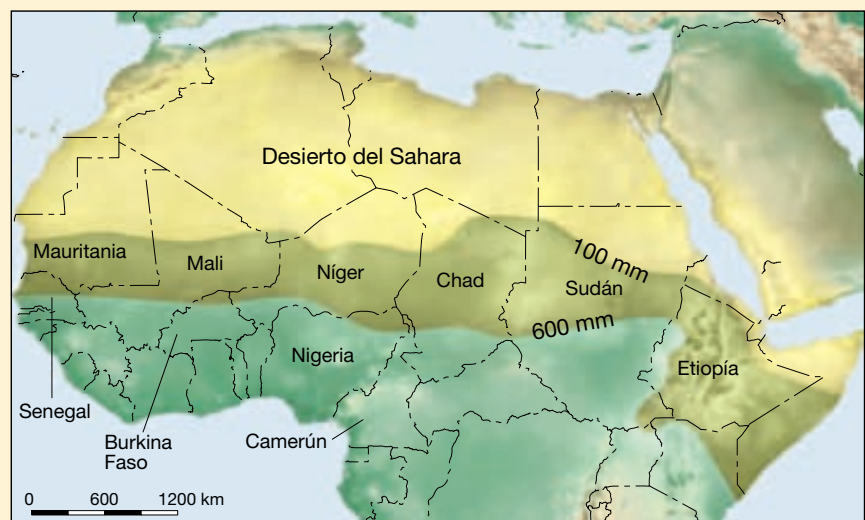 Desierto del Sahara
Mauritania
Mali
Níger
Chad
Sudán
100 mm
600 mm
Nigeria
Etiopía
Senegal
Burkina
Faso
Camerún
0 600 1200 km